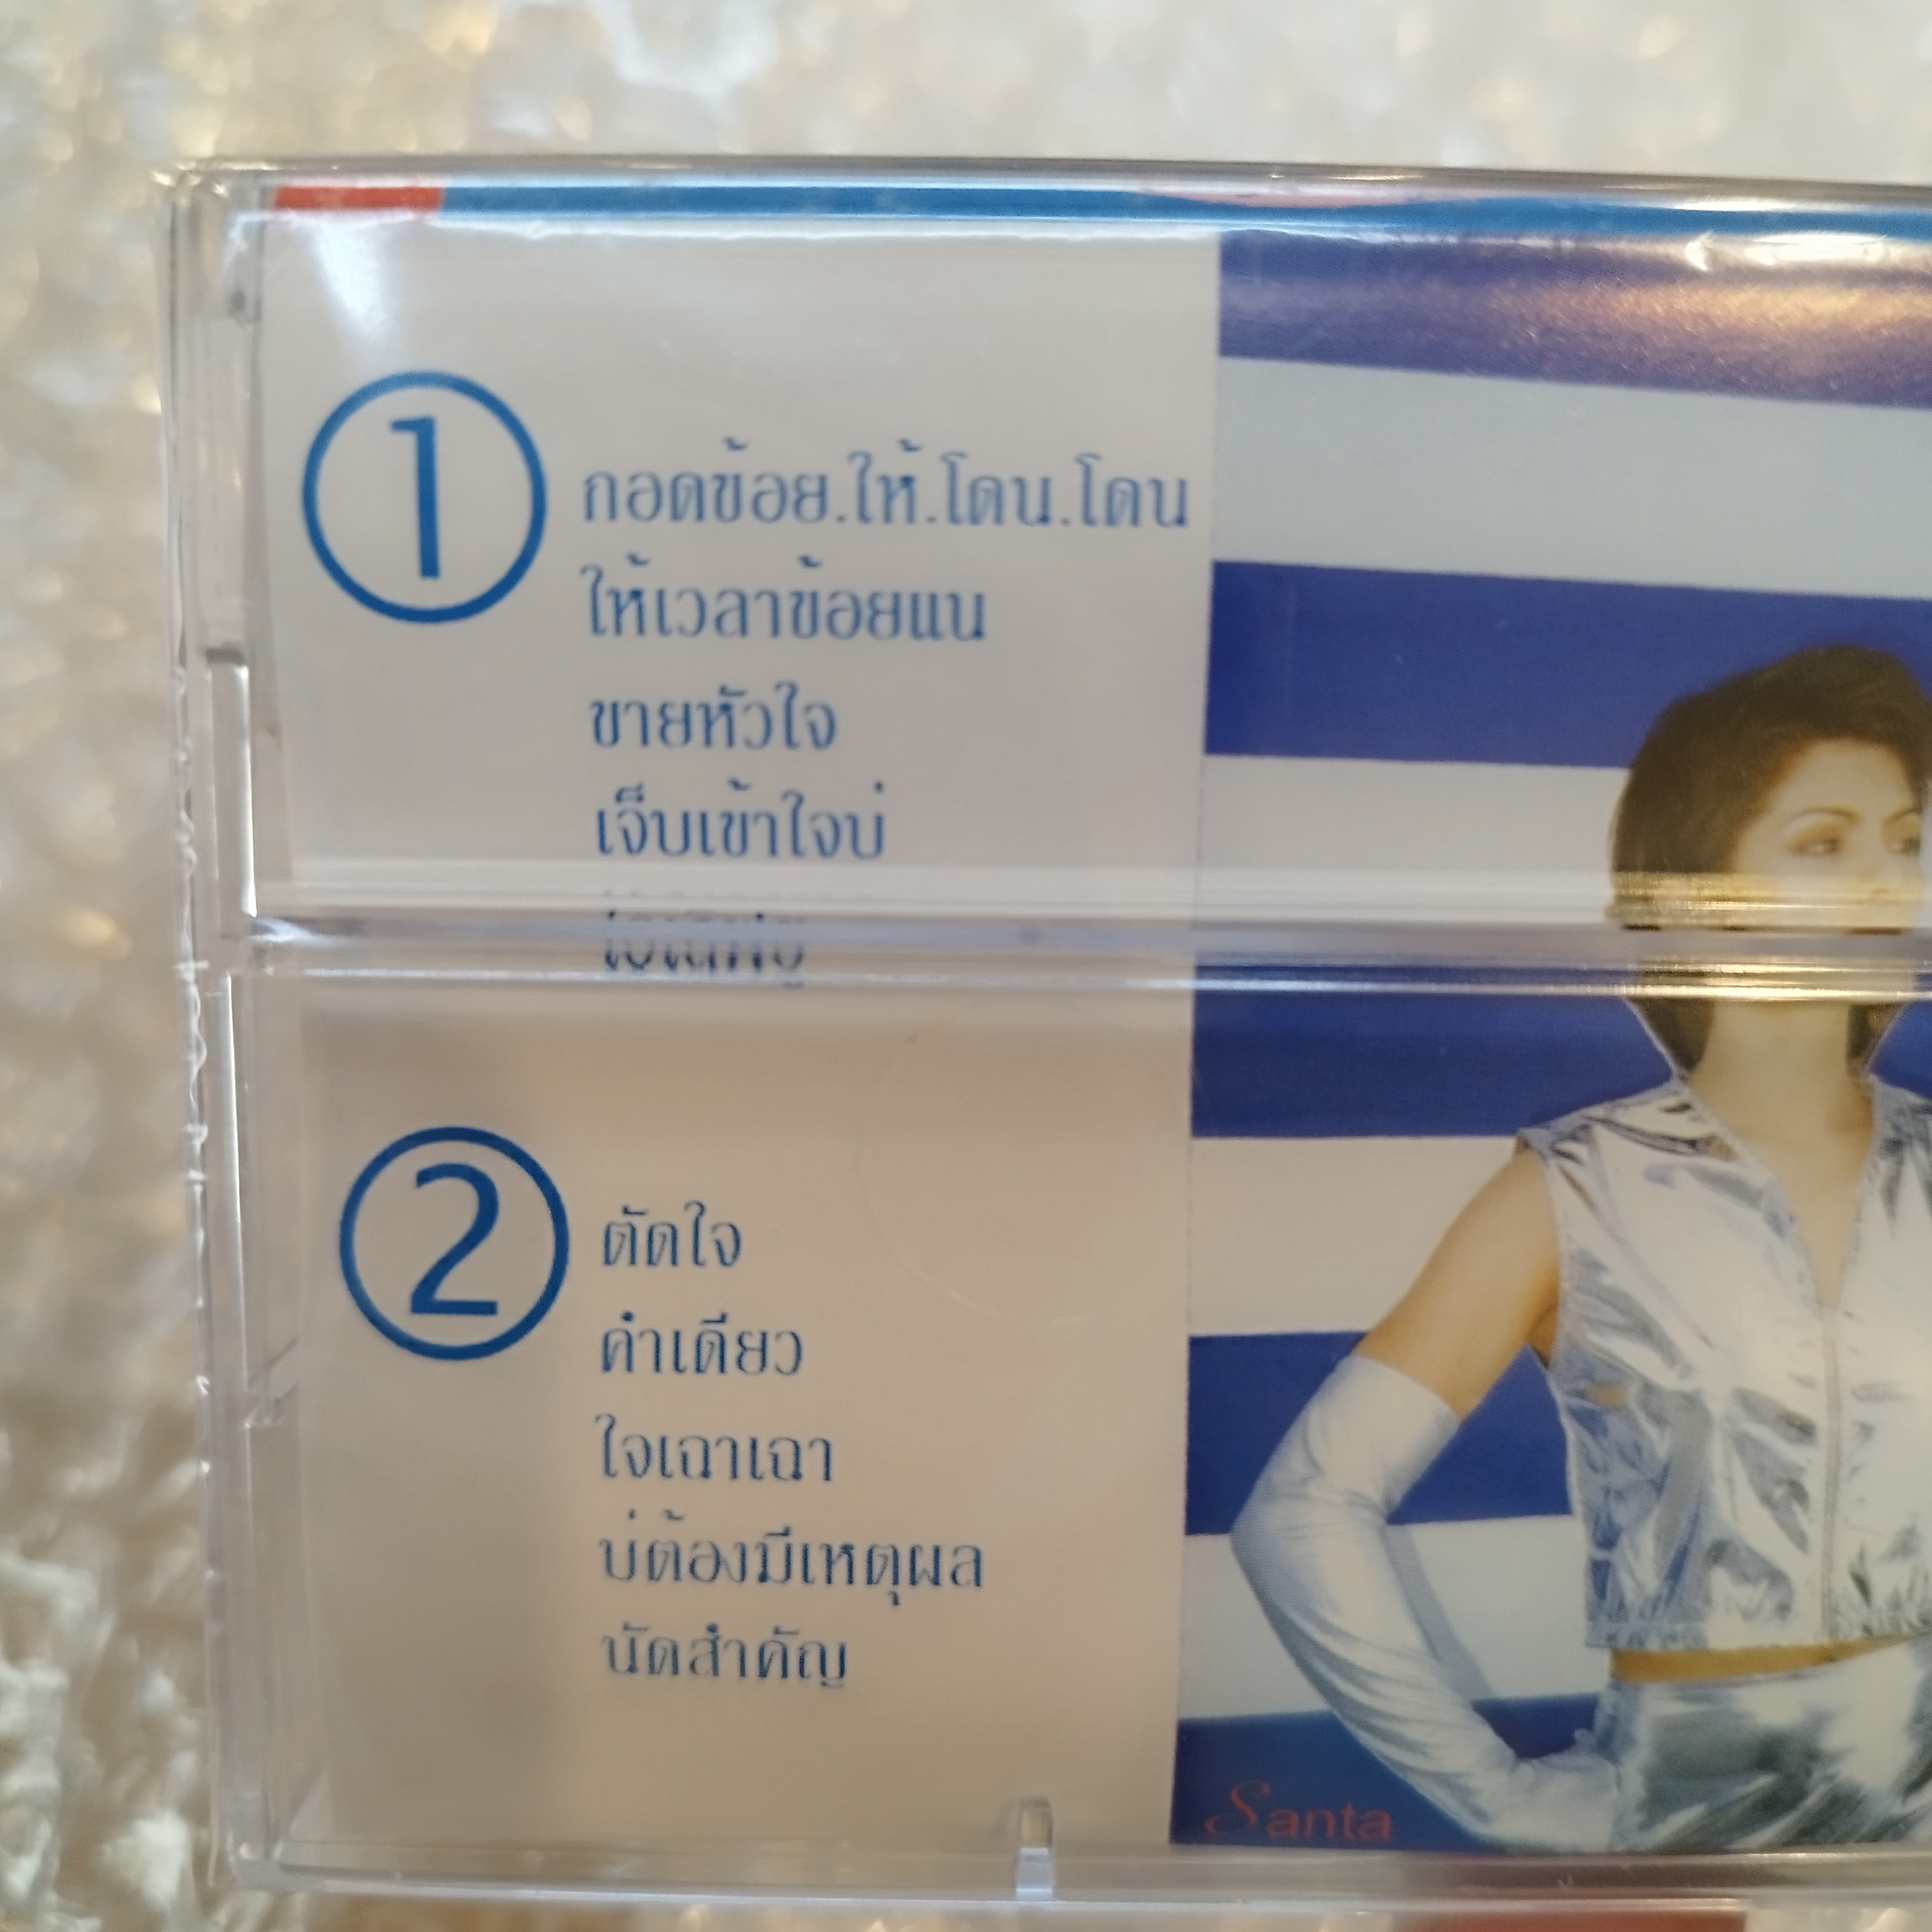 1
กอดข้อย.ให้.โดน.โดน
ให้เวลาข้อยแน
ขายหัวใจ
เจ็บเข้าใจบ่
2
ตัดใจ
คำเดียว
ใจเฉาเฉา
บ่ต้องมีเหตุผล
นัดสำคัญ
Santa